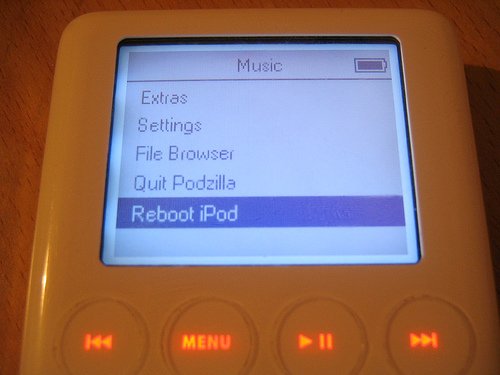 Music
Extras
Settings
File Browser
Quit Podzilla
Reboot iPod
MENU